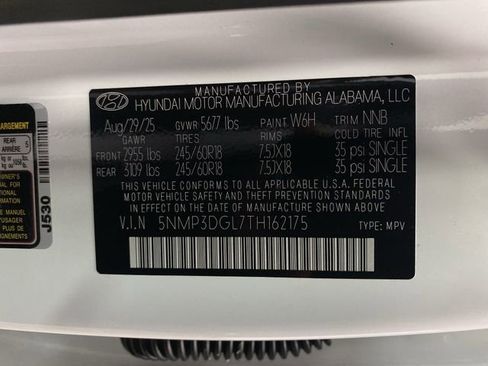 MANUFACTURED BY
HYUNDAI MOTOR MANUFACTURING ALABAMA, LLC
Aug/29/25 GVWR 5677 lbs PAINT W6H TRIM NNB
GAWR TIRES RIMS COLD TIRE INFL
FRONT 2955 lbs 245/60R18 7.5JX18 35 psi SINGLE
REAR 3109 lbs 245/60R18 7.5JX18 35 psi SINGLE
THIS VEHICLE CONFORMS TO ALL APPLICABLE U.S.A. FEDERAL
MOTOR VEHICLE SAFETY AND THEFT PREVENTION STANDARDS
IN EFFECT ON THE DATE OF MANUFACTURE SHOWN ABOVE.
V.I.N 5NMP3DGL7TH162175 TYPE: MPV
REAR
ARRIÈRE 5
J530